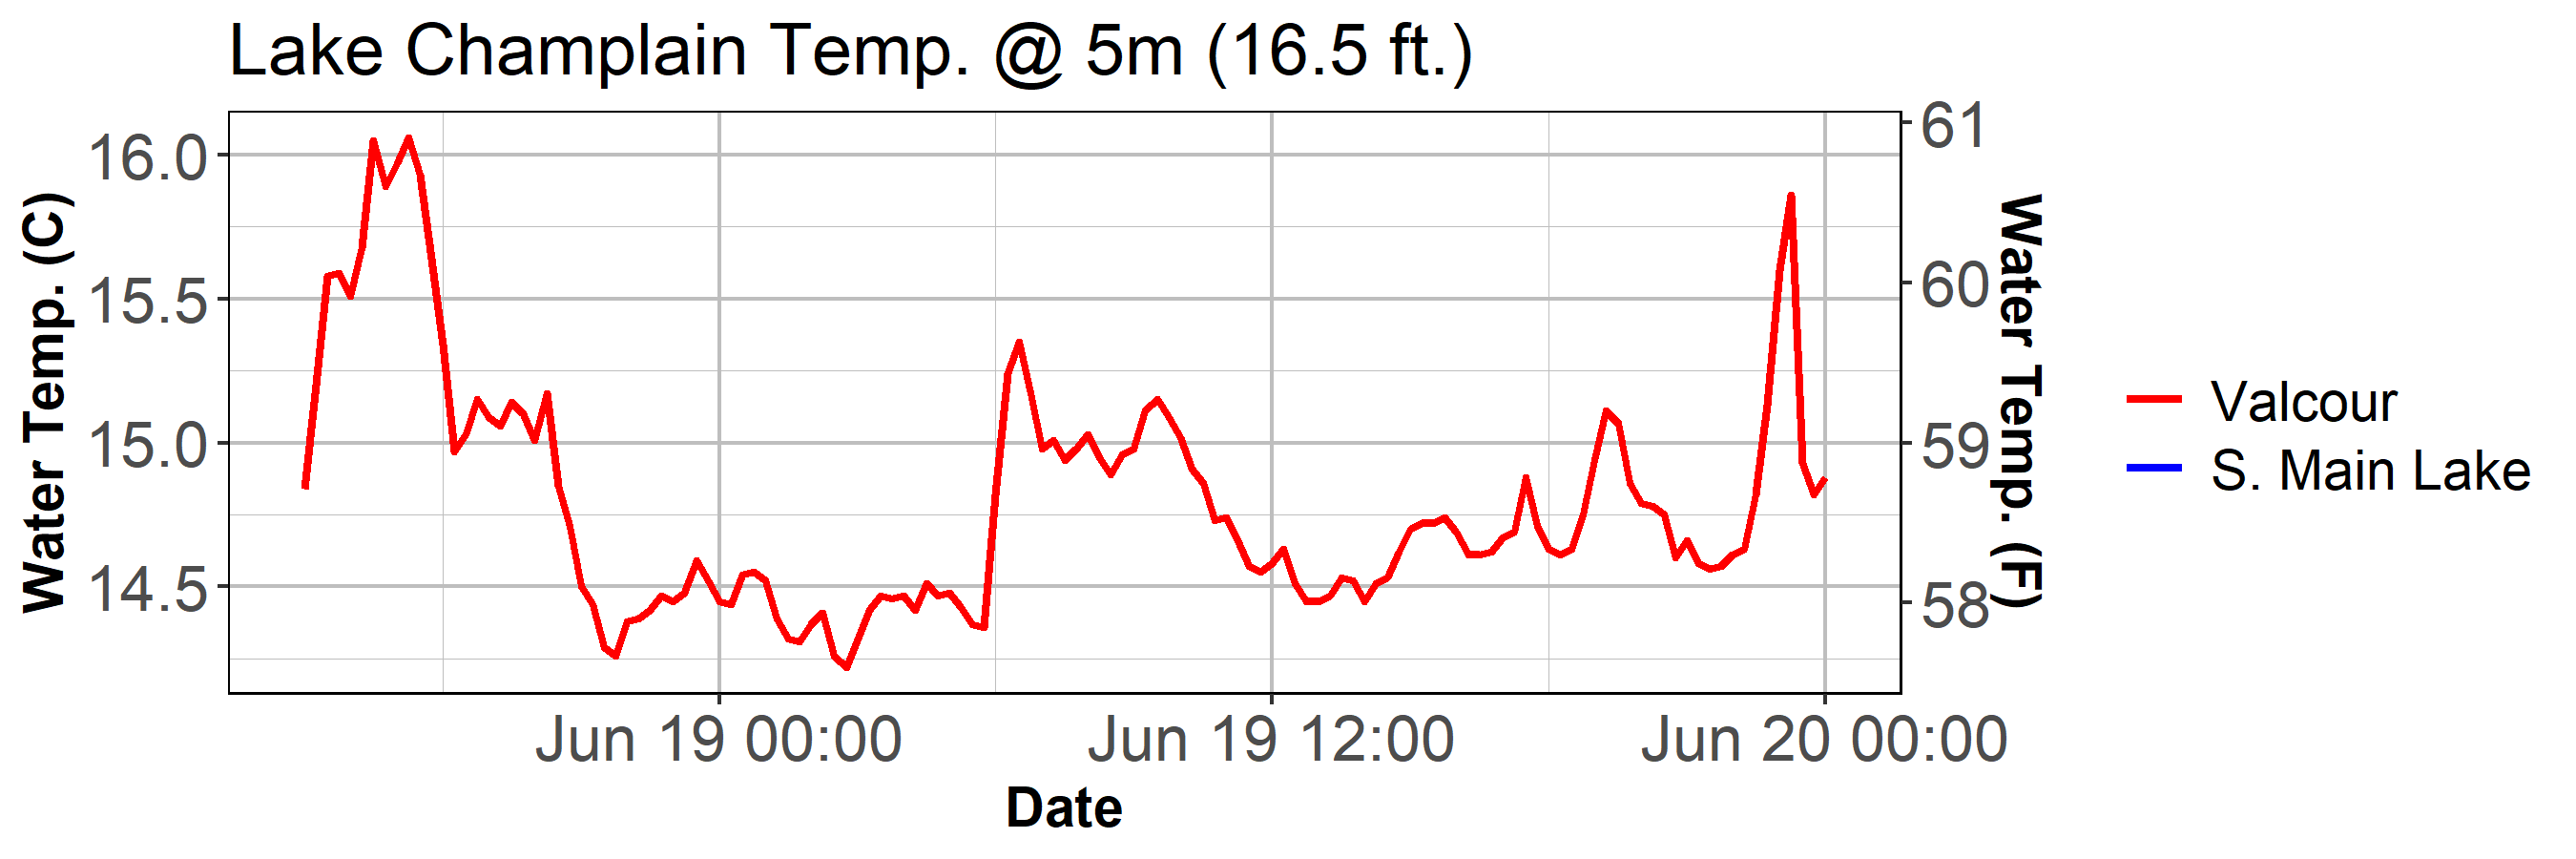 Lake Champlain Temp. @ 5m (16.5 ft.)
Water Temp. (C)
16.0
15.5
15.0
14.5
61
60
59
58
Water Temp. (F)
Valcour
S. Main Lake
Jun 19 00:00
Jun 19 12:00
Jun 20 00:00
Date